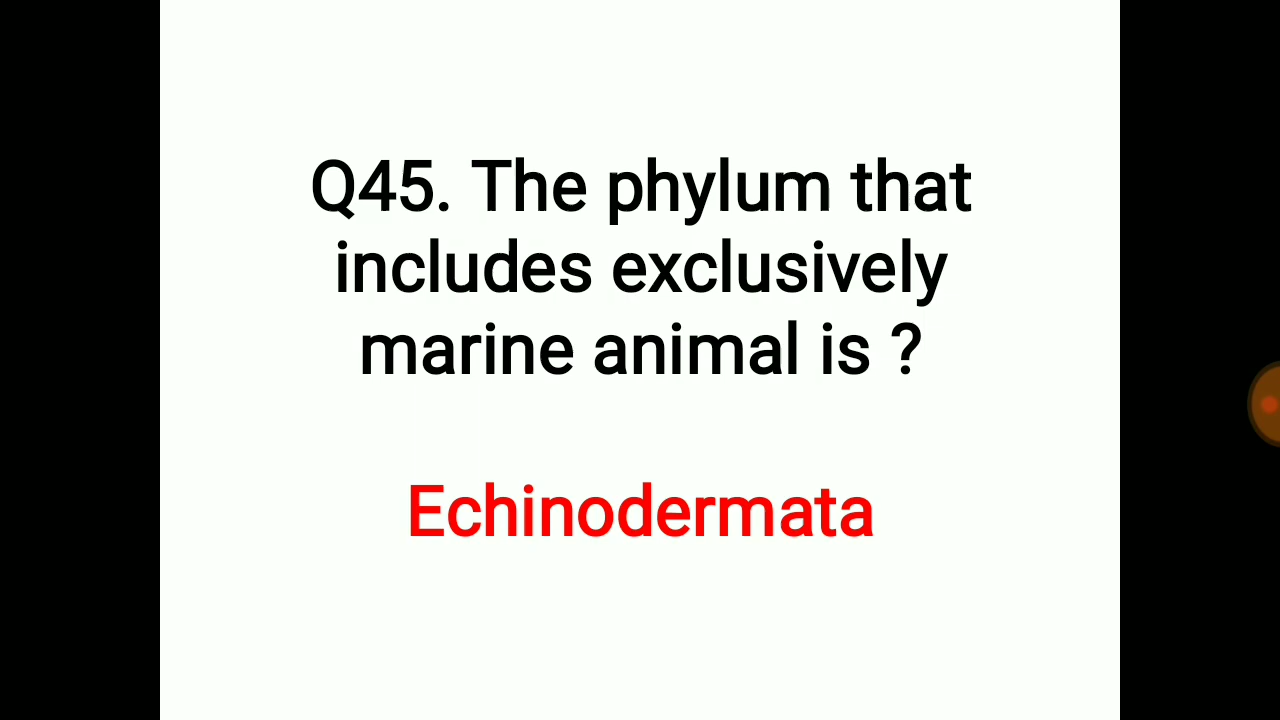 Q45. The phylum that
includes exclusively
marine animal is ?
Echinodermata